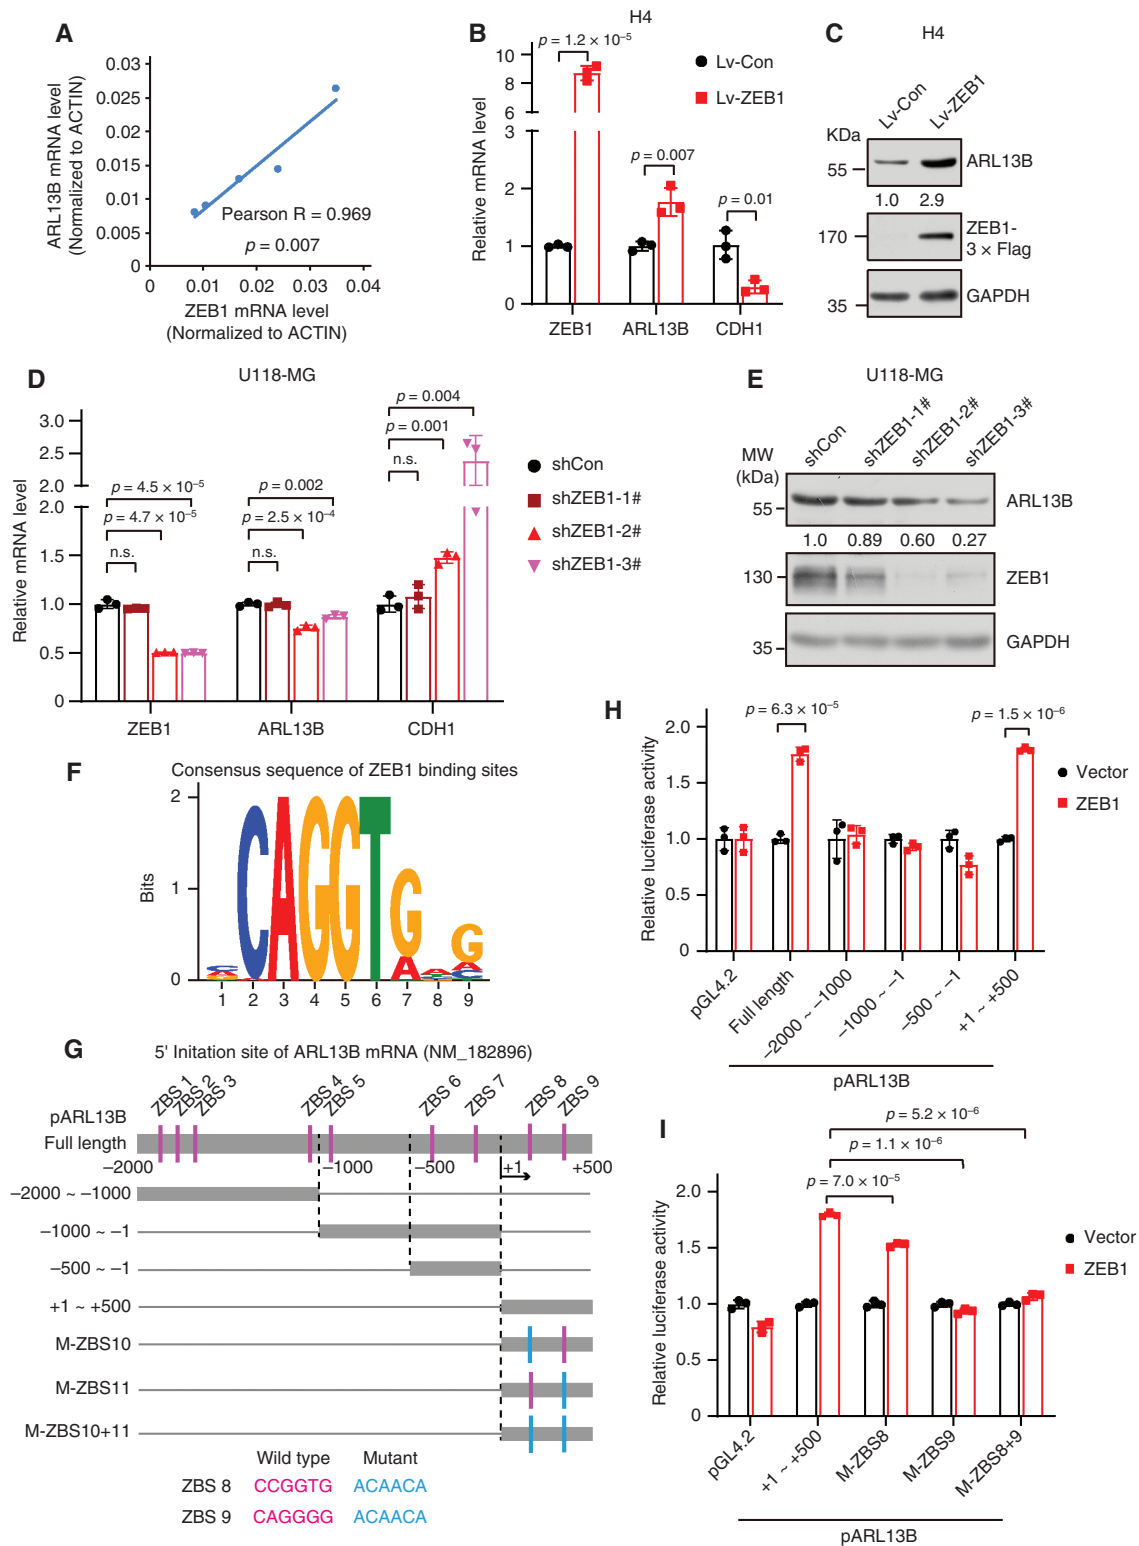 A
ARL13B mRNA level
(Normalized to ACTIN)
0.03
0.025
0.02
0.015
0.01
0.005
0
Pearson R = 0.969
p = 0.007
0 0.01 0.02 0.03 0.04
ZEB1 mRNA level
(Normalized to ACTIN)
B
H4
Relative mRNA level
10
8
6
3
2
1
0
p = 1.2 × 10⁻⁵
p = 0.007
p = 0.01
ZEB1 ARL13B CDH1
Lv-Con
Lv-ZEB1
C
H4
Lv-Con Lv-ZEB1
KDa
55
ARL13B
1.0 2.9
170
ZEB1-
3 × Flag
35
GAPDH
D
U118-MG
Relative mRNA level
3.0
2.5
2.0
2.0
1.5
1.0
0.5
0
p = 4.5 × 10⁻⁵
p = 4.7 × 10⁻⁵
n.s.
p = 0.002
p = 2.5 × 10⁻⁴
n.s.
p = 0.004
p = 0.001
n.s.
ZEB1 ARL13B CDH1
shCon
shZEB1-1#
shZEB1-2#
shZEB1-3#
E
U118-MG
shCon shZEB1-1# shZEB1-2# shZEB1-3#
MW
(kDa)
55
ARL13B
1.0 0.89 0.60 0.27
130
ZEB1
35
GAPDH
F
Consensus sequence of ZEB1 binding sites
Bits
2
1
0
CAGGTG
A
G
1 2 3 4 5 6 7 8 9
G
5' Initation site of ARL13B mRNA (NM_182896)
ZBS 1 ZBS 2 ZBS 3 ZBS 4 ZBS 5 ZBS 6 ZBS 7 ZBS 8 ZBS 9
pARL13B
Full length
–2000 –1000 –500 +1 +500
–2000 ~ –1000
–1000 ~ –1
–500 ~ –1
+1 ~ +500
M-ZBS10
M-ZBS11
M-ZBS10+11
Wild type Mutant
ZBS 8 CCGGTG ACAACA
ZBS 9 CAGGGG ACAACA
H
Relative luciferase activity
2.0
1.5
1.0
0.5
0
p = 6.3 × 10⁻⁵
p = 1.5 × 10⁻⁶
Vector
ZEB1
pGL4.2 Full length –2000 ~ –1000 –1000 ~ –1 –500 ~ –1 +1 ~ +500
pARL13B
I
Relative luciferase activity
2.0
1.5
1.0
0.5
0
p = 5.2 × 10⁻⁶
p = 1.1 × 10⁻⁶
p = 7.0 × 10⁻⁵
Vector
ZEB1
pGL4.2 +1 ~ +500 M-ZBS8 M-ZBS9 M-ZBS8+9
pARL13B